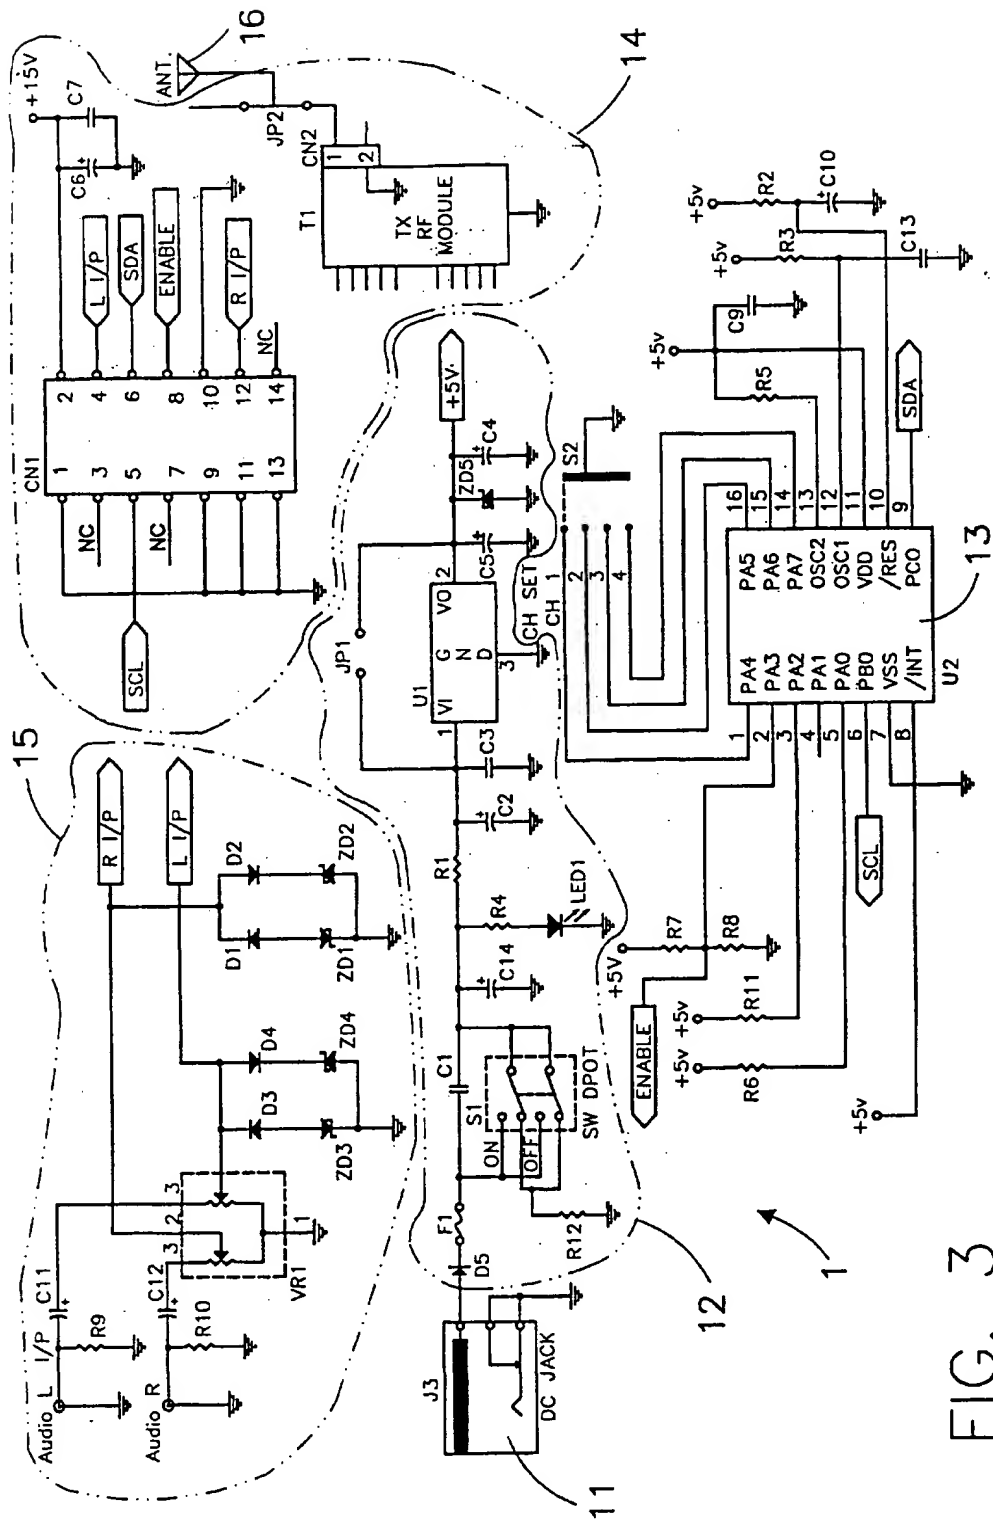 15
Audio L I/P
C11
R9
Audio R
C12
R10
3
2
3
1
VR1
D3
D4
ZD3
ZD4
D1
D2
ZD1
ZD2
R I/P
L I/P
SCL
CN1
1
3
5
7
9
11
13
NC
NC
2
4
6
8
10
12
14
L I/P
SDA
ENABLE
R I/P
NC
+15V
C6 +
C7
ANT.
16
JP2
CN2
1
2
T1
TX
RF
MODULE
14
J3
DC JACK
11
D5
F1
C1
S1
ON
OFF
SW DPOT
R12
12
C14
+
R4
LED1
R1
C2
+
C3
JP1
U1
1
VI
G
N
D
VO
2
3
C5
+
ZD5
C4
+
+5V
CH SET
CH 1
2
3
4
S2
+5V
R7
R8
ENABLE
+5v
R11
+5v
R6
+5v
SCL
1
2
3
4
5
6
7
8
PA4
PA3
PA2
PA1
PA0
PB0
VSS
/INT
PA5
PA6
PA7
OSC2
OSC1
VDD
/RES
PC0
16
15
14
13
12
11
10
9
U2
13
SDA
+5v
R5
C9
+5v
R3
C13
+5v
R2
C10
+
1
FIG. 3